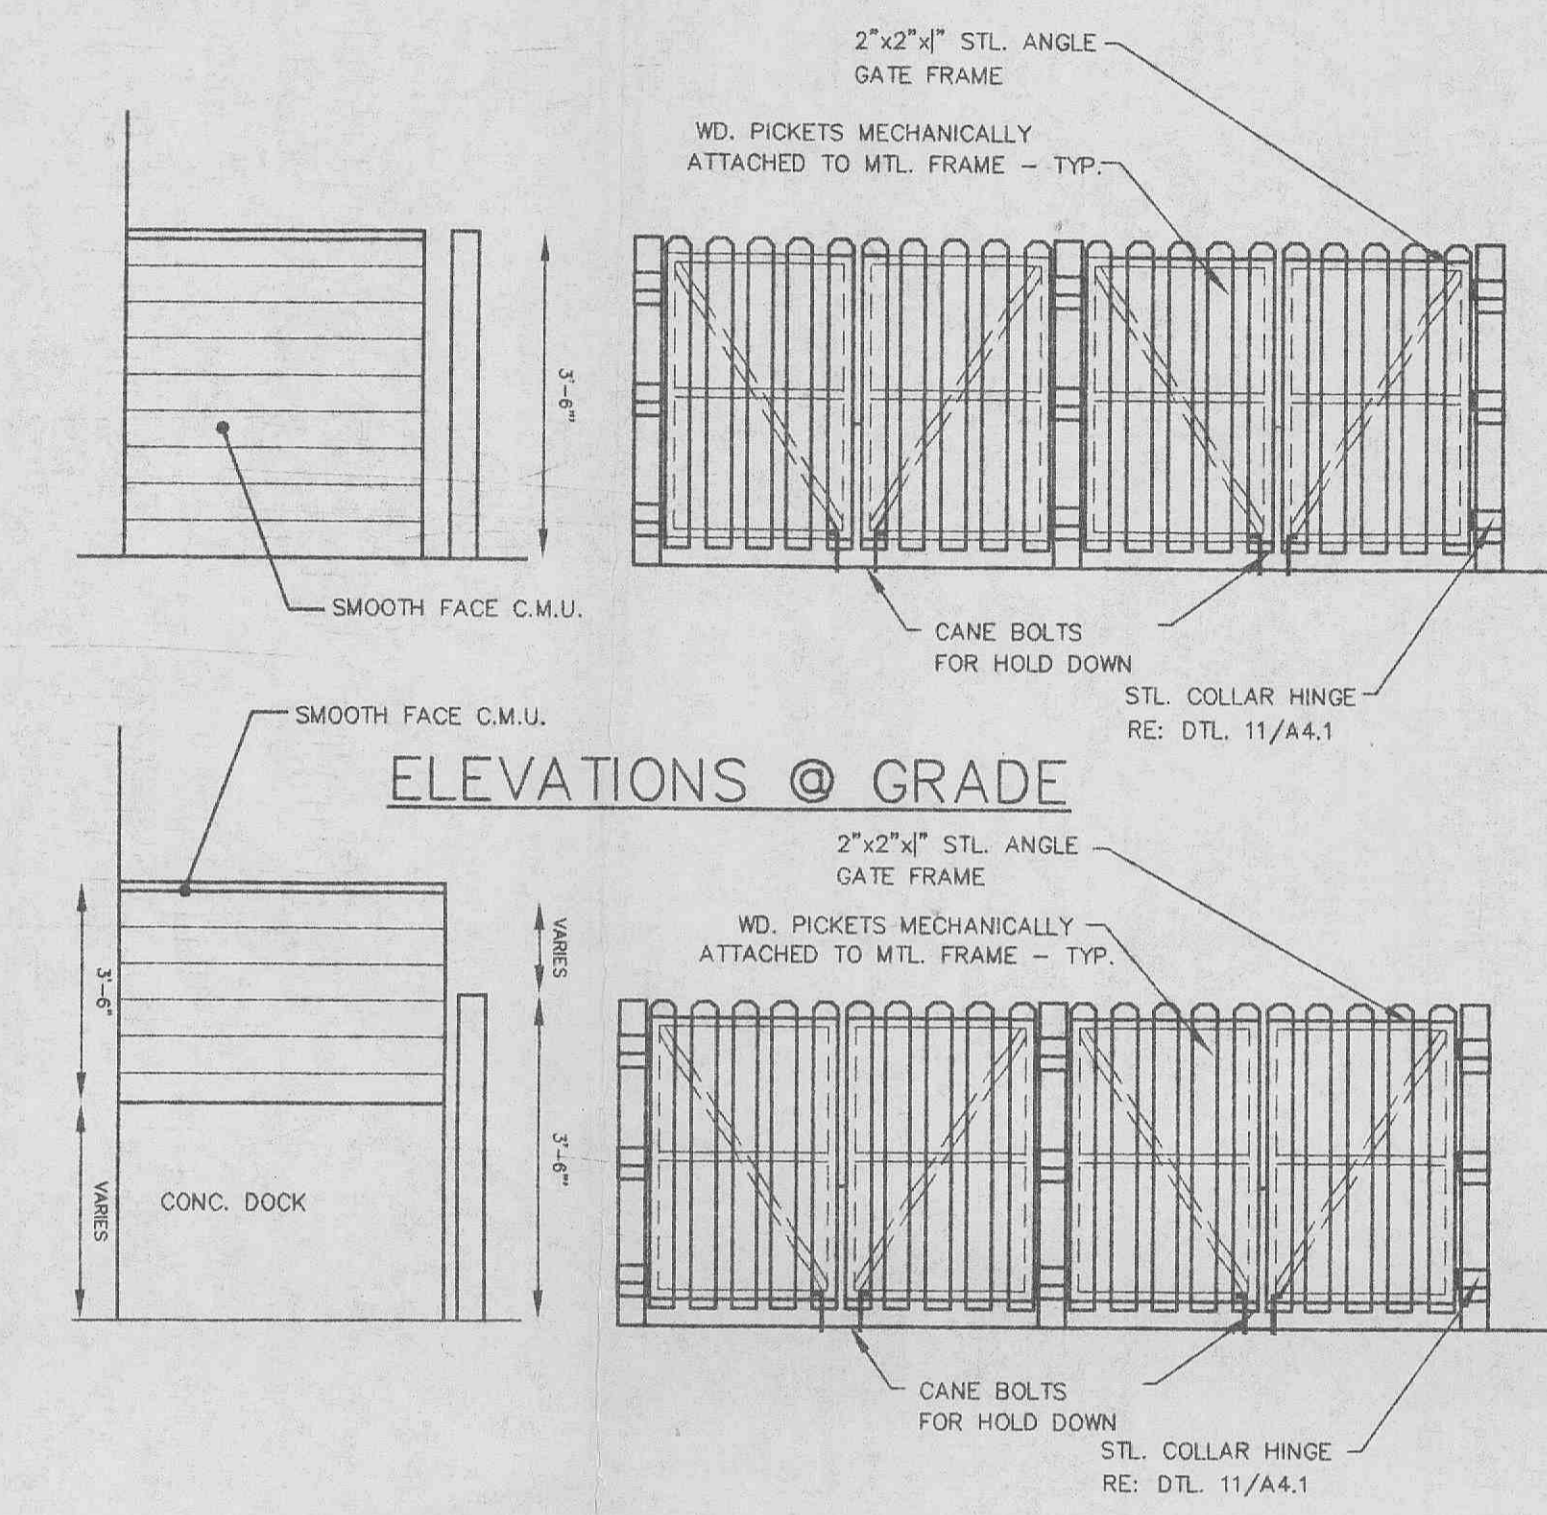 2"x2"x|" STL. ANGLE
GATE FRAME
WD. PICKETS MECHANICALLY
ATTACHED TO MTL. FRAME - TYP.
3'-6"'
SMOOTH FACE C.M.U.
CANE BOLTS
FOR HOLD DOWN
STL. COLLAR HINGE
RE: DTL. 11/A4.1
SMOOTH FACE C.M.U.
ELEVATIONS @ GRADE
2"x2"x|" STL. ANGLE
GATE FRAME
WD. PICKETS MECHANICALLY
ATTACHED TO MTL. FRAME - TYP.
VARIES
3'-6"
3'-6"'
VARIES
CONC. DOCK
CANE BOLTS
FOR HOLD DOWN
STL. COLLAR HINGE
RE: DTL. 11/A4.1